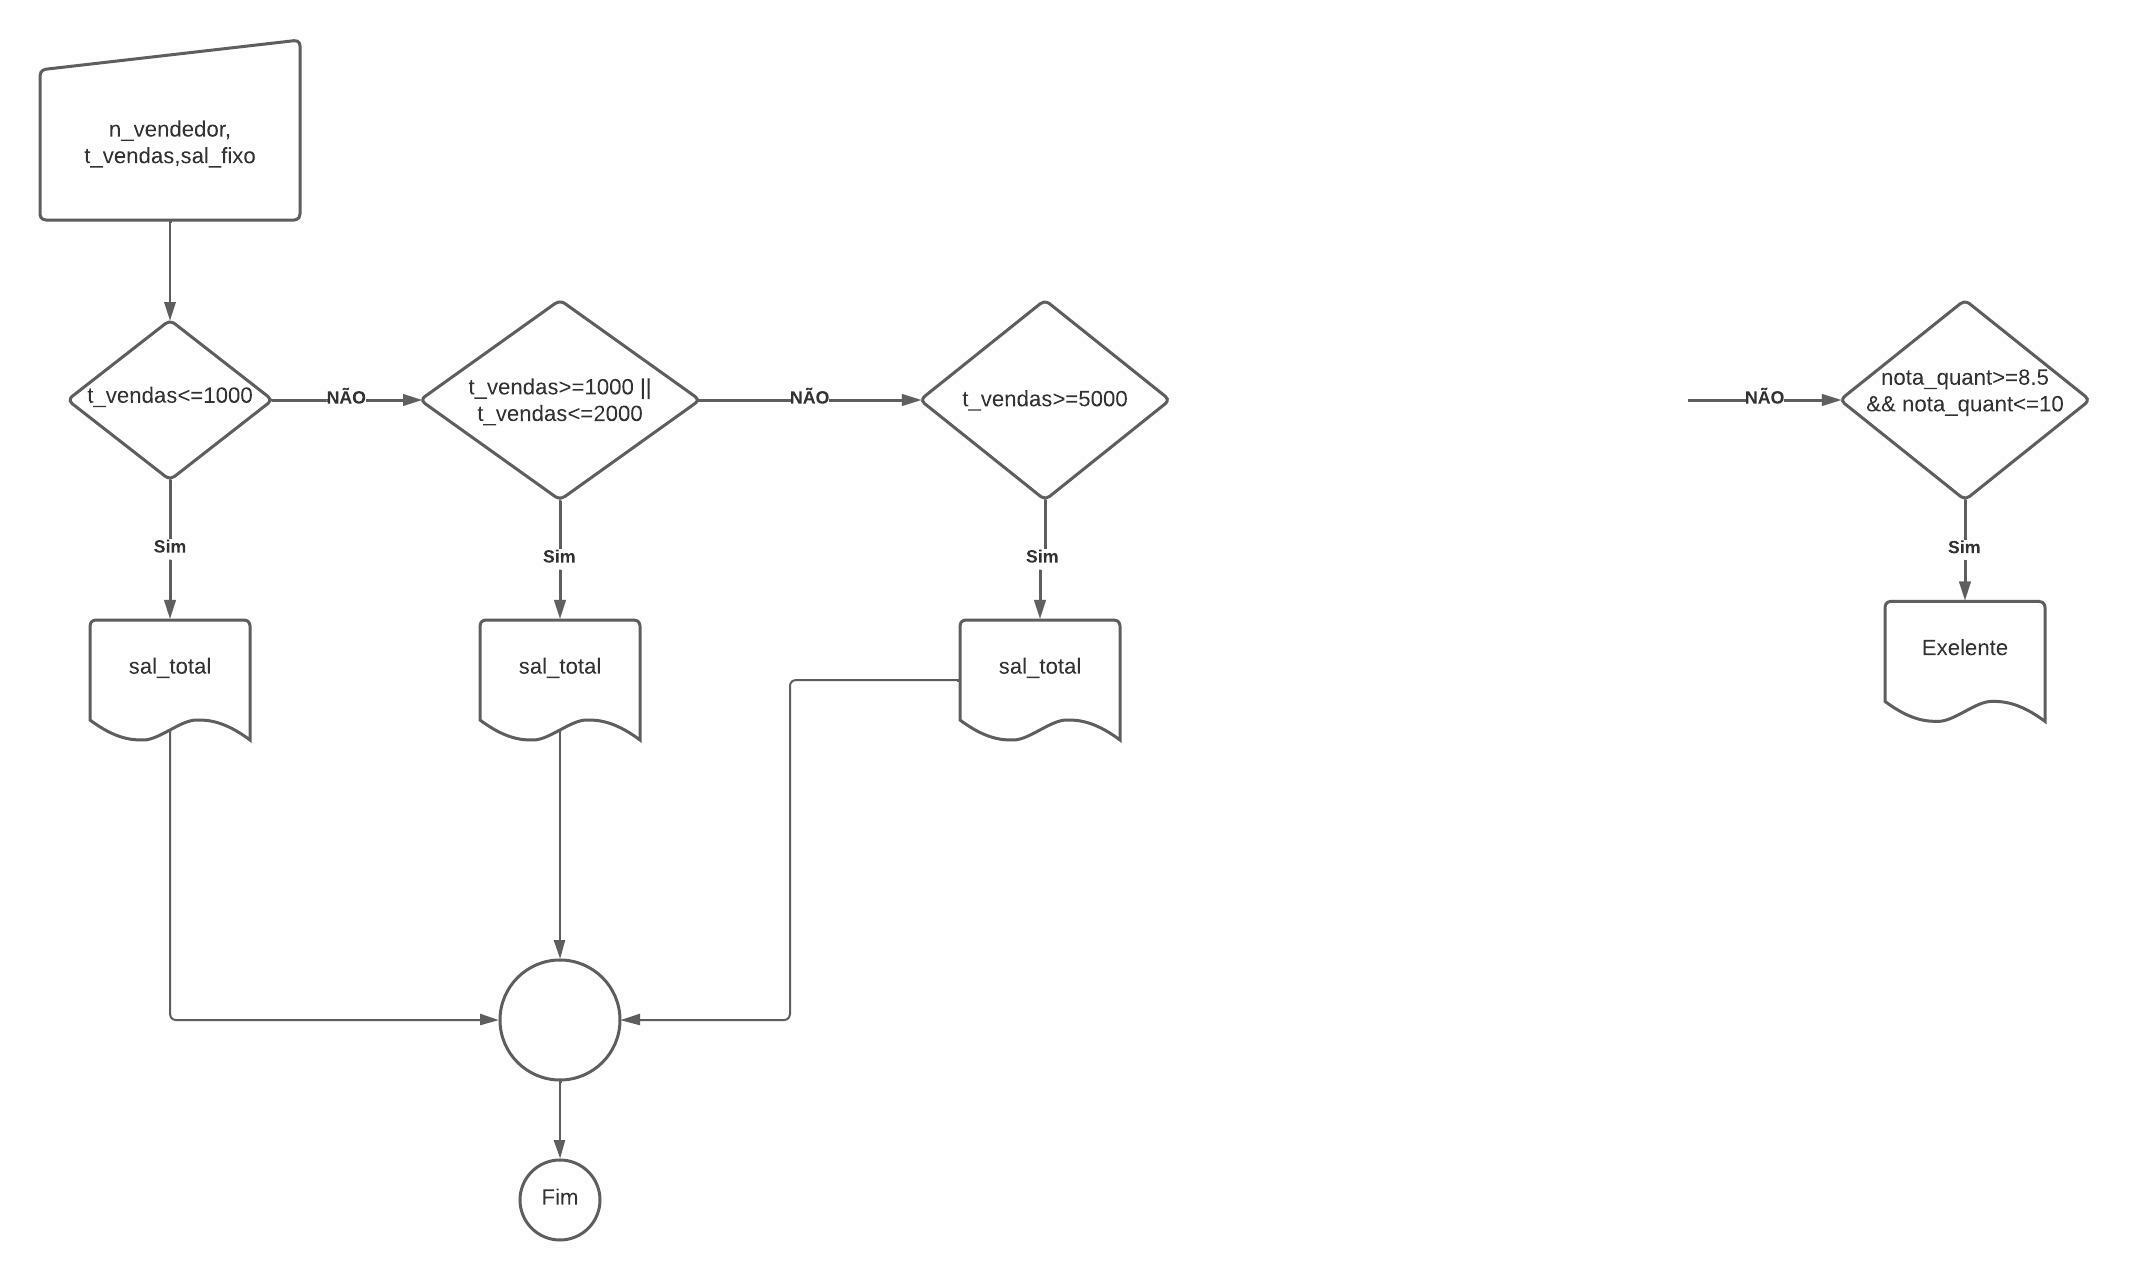 n_vendedor,
t_vendas,sal_fixo
t_vendas<=1000
NÃO
t_vendas>=1000 ||
t_vendas<=2000
NÃO
t_vendas>=5000
NÃO
nota_quant>=8.5
&& nota_quant<=10
Sim
Sim
Sim
Sim
sal_total
sal_total
sal_total
Exelente
Fim